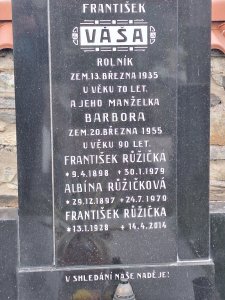 FRANTIŠEK
VÁŠA
ROLNÍK
ZEM.13.BŘEZNA 1935
U VĚKU 70 LET.
A JEHO MANŽELKA
BARBORA
ZEM.20.BŘEZNA 1955
U VĚKU 90 LET.
FRANTIŠEK RŮŽIČKA
*9.4.1898 +30.1.1979
ALBÍNA RŮŽIČKOVÁ
*29.12.1897 +24.7.1970
FRANTIŠEK RŮŽIČKA
*13.1.1928 +14.4.2014
V SHLEDÁNÍ NAŠE NADĚJE!